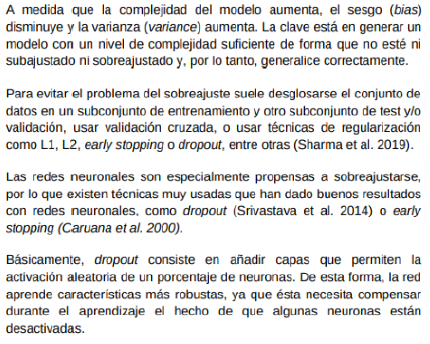 A medida que la complejidad del modelo aumenta, el sesgo (bias)
disminuye y la varianza (variance) aumenta. La clave está en generar un
modelo con un nivel de complejidad suficiente de forma que no esté ni
subajustado ni sobreajustado y, por lo tanto, generalice correctamente.
Para evitar el problema del sobreajuste suele desglosarse el conjunto de
datos en un subconjunto de entrenamiento y otro subconjunto de test y/o
validación, usar validación cruzada, o usar técnicas de regularización
como L1, L2, early stopping o dropout, entre otras (Sharma et al. 2019).
Las redes neuronales son especialmente propensas a sobreajustarse,
por lo que existen técnicas muy usadas que han dado buenos resultados
con redes neuronales, como dropout (Srivastava et al. 2014) o early
stopping (Caruana et al. 2000).
Básicamente, dropout consiste en añadir capas que permiten la
activación aleatoria de un porcentaje de neuronas. De esta forma, la red
aprende características más robustas, ya que ésta necesita compensar
durante el aprendizaje el hecho de que algunas neuronas están
desactivadas.